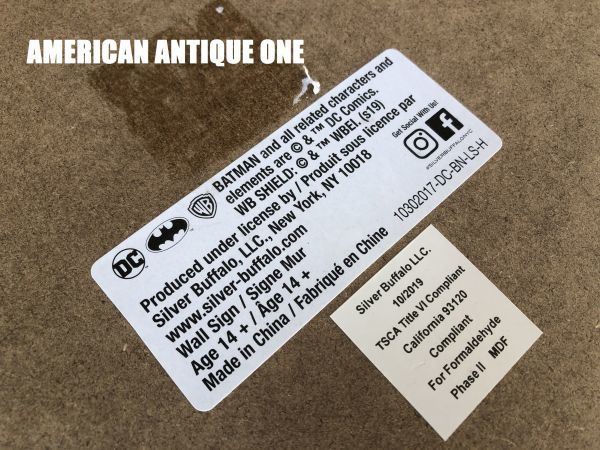 AMERICAN ANTIQUE ONE
DC
WB
BATMAN and all related characters and
elements are © & ™ DC Comics.
WB SHIELD: © & ™ WBEI. (s19)
Produced under license by / Produit sous licence par
Silver Buffalo, LLC., New York, NY 10018
www.silver-buffalo.com
Wall Sign / Signe Mur
Age 14 + / Âge 14 +
Made in China / Fabriqué en Chine
Get Social With Us!
#SILVERBUFFALONYC
10302017-DC-BN-LS-H
Silver Buffalo LLC.
10/2019
TSCA Title VI Compliant
California 93120
Compliant
For Formaldehyde
Phase II MDF